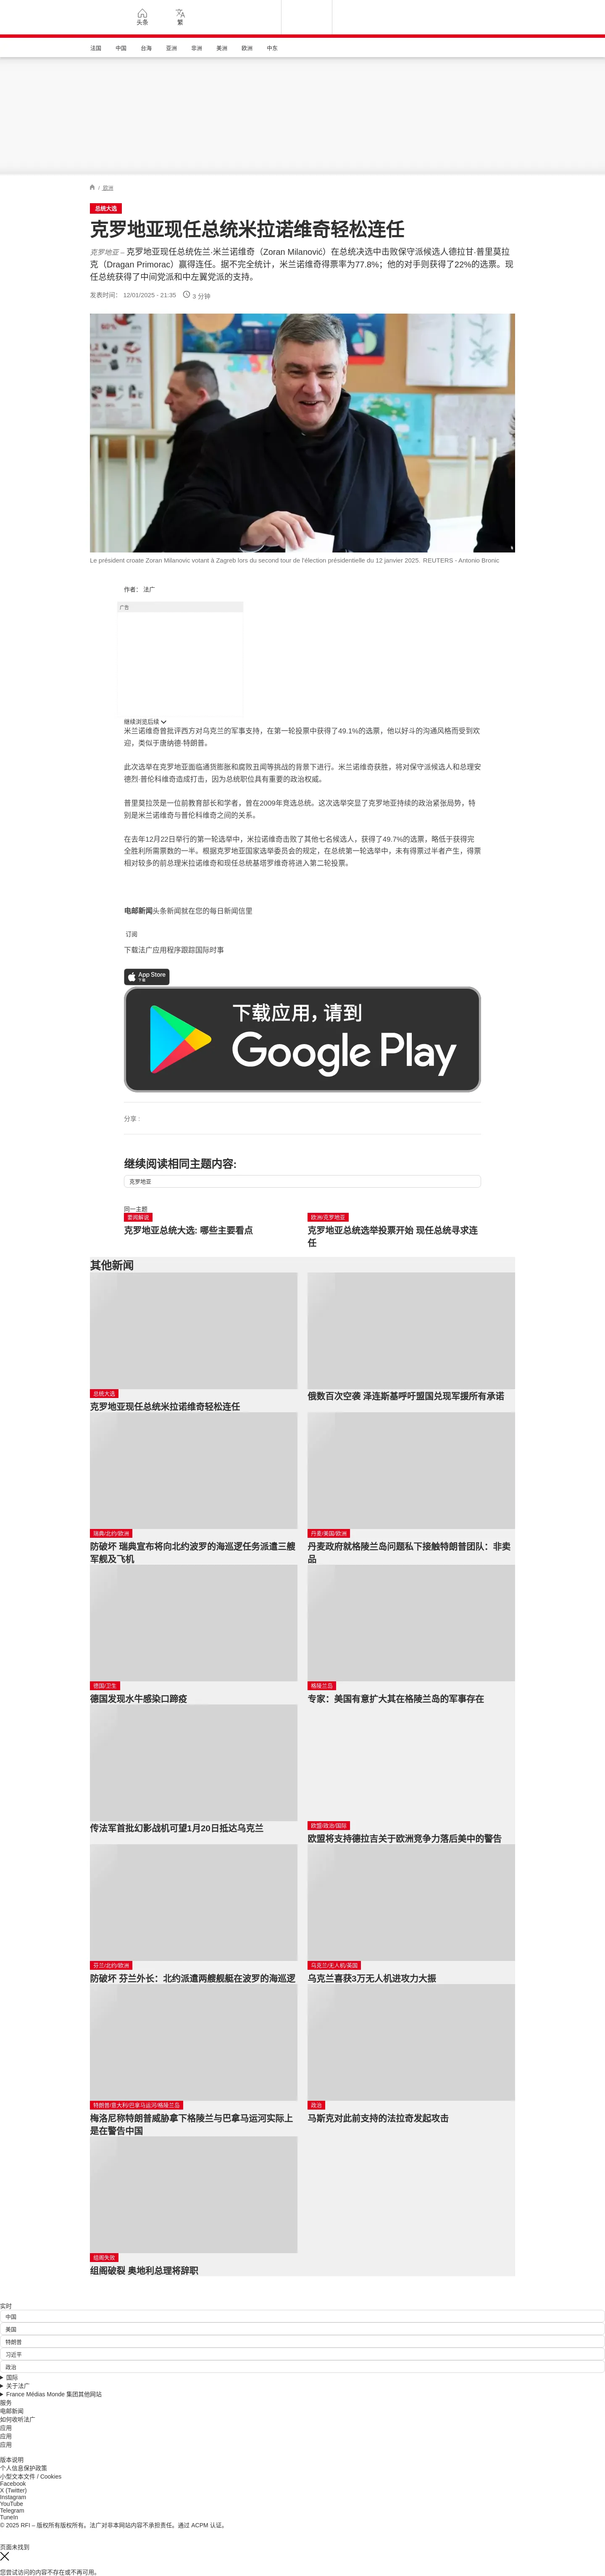 头条
繁
法国
中国
台海
亚洲
非洲
美洲
欧洲
中东
/ 欧洲
总统大选
克罗地亚现任总统米拉诺维奇轻松连任
克罗地亚 – 克罗地亚现任总统佐兰·米兰诺维奇（Zoran Milanović）在总统决选中击败保守派候选人德拉甘·普里莫拉
克（Dragan Primorac）赢得连任。据不完全统计，米兰诺维奇得票率为77.8%；他的对手则获得了22%的选票。现
任总统获得了中间党派和中左翼党派的支持。
发表时间： 12/01/2025 - 21:35
3 分钟
Le président croate Zoran Milanovic votant à Zagreb lors du second tour de l'élection présidentielle du 12 janvier 2025. REUTERS - Antonio Bronic
作者： 法广
广告
继续浏览后续
米兰诺维奇曾批评西方对乌克兰的军事支持，在第一轮投票中获得了49.1%的选票，他以好斗的沟通风格而受到欢
迎，类似于唐纳德·特朗普。
此次选举在克罗地亚面临通货膨胀和腐败丑闻等挑战的背景下进行。米兰诺维奇获胜，将对保守派候选人和总理安
德烈·普伦科维奇造成打击，因为总统职位具有重要的政治权威。
普里莫拉茨是一位前教育部长和学者，曾在2009年竞选总统。这次选举突显了克罗地亚持续的政治紧张局势，特
别是米兰诺维奇与普伦科维奇之间的关系。
在去年12月22日举行的第一轮选举中，米拉诺维奇击败了其他七名候选人，获得了49.7%的选票，略低于获得完
全胜利所需票数的一半。根据克罗地亚国家选举委员会的规定，在总统第一轮选举中，未有得票过半者产生，得票
相对较多的前总理米拉诺维奇和现任总统基塔罗维奇将进入第二轮投票。
电邮新闻头条新闻就在您的每日新闻信里
订阅
下载法广应用程序跟踪国际时事
App Store
下载
下载应用，请到
Google Play
分享 :
继续阅读相同主题内容:
克罗地亚
同一主题
要闻解说
克罗地亚总统大选: 哪些主要看点
欧洲/克罗地亚
克罗地亚总统选举投票开始 现任总统寻求连
任
其他新闻
总统大选
克罗地亚现任总统米拉诺维奇轻松连任
俄数百次空袭 泽连斯基呼吁盟国兑现军援所有承诺
瑞典/北约/欧洲
防破坏 瑞典宣布将向北约波罗的海巡逻任务派遣三艘
军舰及飞机
丹麦/美国/欧洲
丹麦政府就格陵兰岛问题私下接触特朗普团队：非卖
品
德国/卫生
德国发现水牛感染口蹄疫
格陵兰岛
专家：美国有意扩大其在格陵兰岛的军事存在
传法军首批幻影战机可望1月20日抵达乌克兰
欧盟/政治/国际
欧盟将支持德拉吉关于欧洲竞争力落后美中的警告
芬兰/北约/欧洲
防破坏 芬兰外长：北约派遣两艘舰艇在波罗的海巡逻
乌克兰/无人机/英国
乌克兰喜获3万无人机进攻力大振
特朗普/意大利/巴拿马运河/格陵兰岛
梅洛尼称特朗普威胁拿下格陵兰与巴拿马运河实际上
是在警告中国
政治
马斯克对此前支持的法拉奇发起攻击
组阁失败
组阁破裂 奥地利总理将辞职
实时
中国
美国
特朗普
习近平
政治
国际
关于法广
France Médias Monde 集团其他网站
服务
电邮新闻
如何收听法广
应用
应用
应用
版本说明
个人信息保护政策
小型文本文件 / Cookies
Facebook
X (Twitter)
Instagram
YouTube
Telegram
TuneIn
© 2025 RFI – 版权所有版权所有。法广对非本网站内容不承担责任。通过 ACPM 认证。
页面未找到
您尝试访问的内容不存在或不再可用。